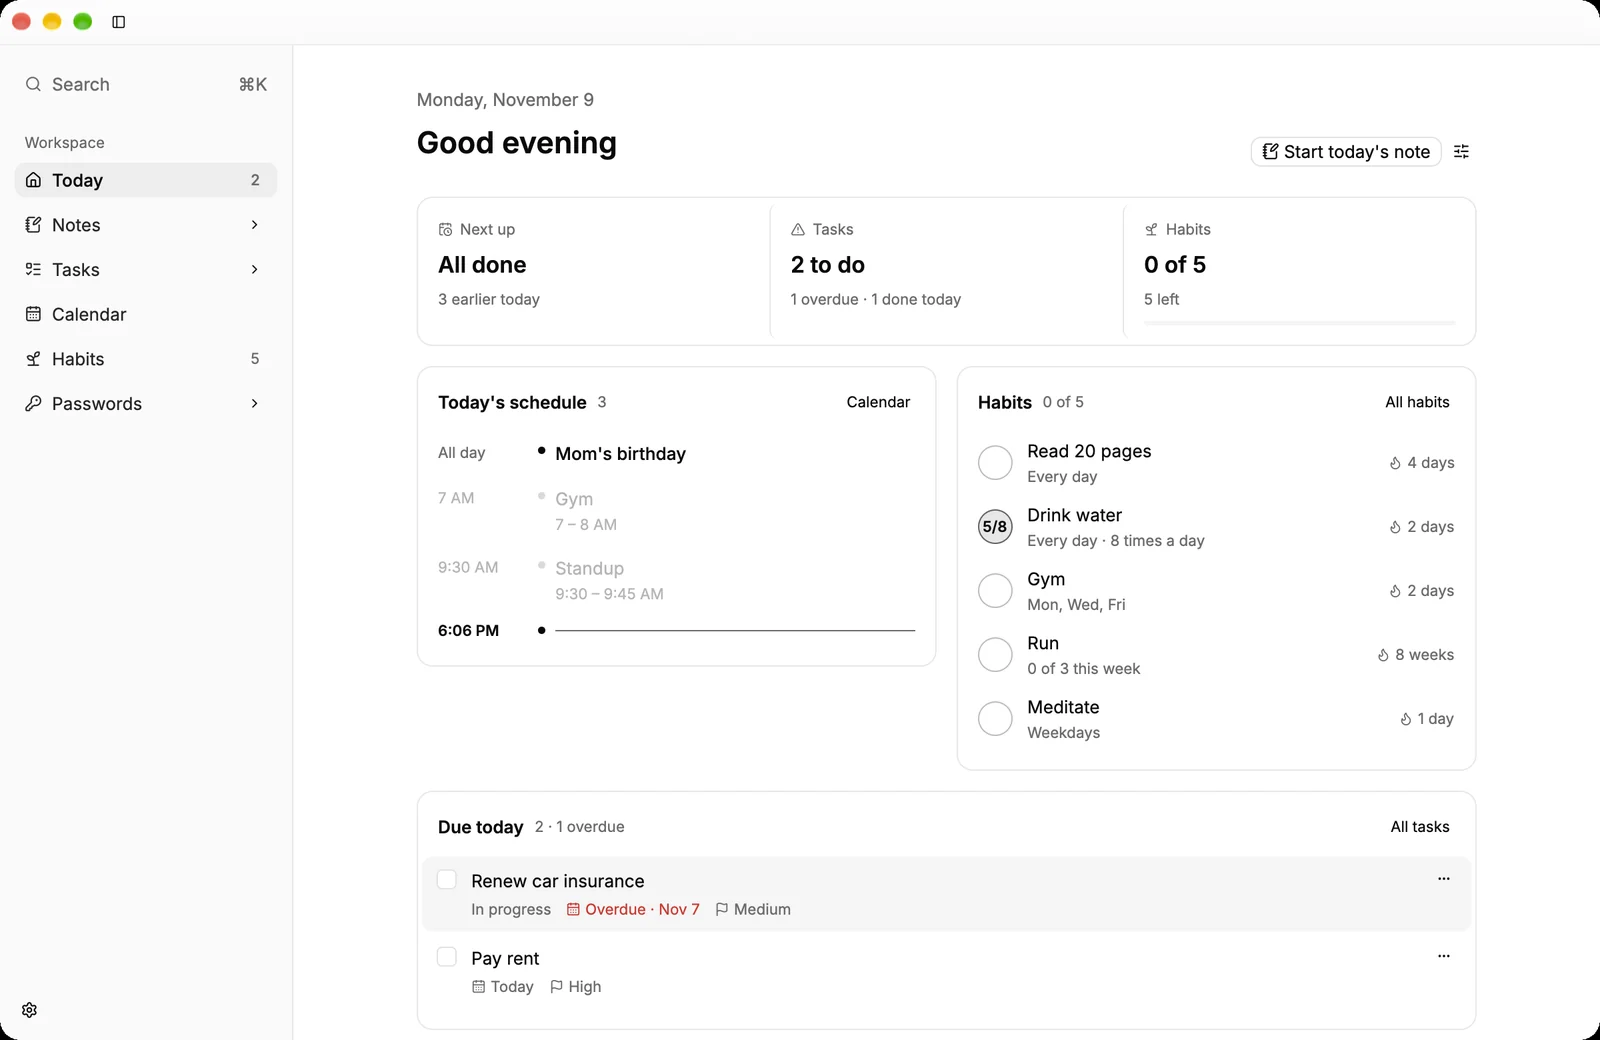 Search ⌘K
Workspace
Today 2
Notes
Tasks
Calendar
Habits 5
Passwords
Monday, November 9
Good evening
Start today's note
Next up
All done
3 earlier today
Tasks
2 to do
1 overdue · 1 done today
Habits
0 of 5
5 left
Today's schedule 3 Calendar
All day Mom's birthday
7 AM Gym
7 – 8 AM
9:30 AM Standup
9:30 – 9:45 AM
6:06 PM
Habits 0 of 5 All habits
Read 20 pages
Every day 4 days
5/8 Drink water
Every day · 8 times a day 2 days
Gym
Mon, Wed, Fri 2 days
Run
0 of 3 this week 8 weeks
Meditate
Weekdays 1 day
Due today 2 · 1 overdue All tasks
Renew car insurance
In progress Overdue · Nov 7 Medium
Pay rent
Today High